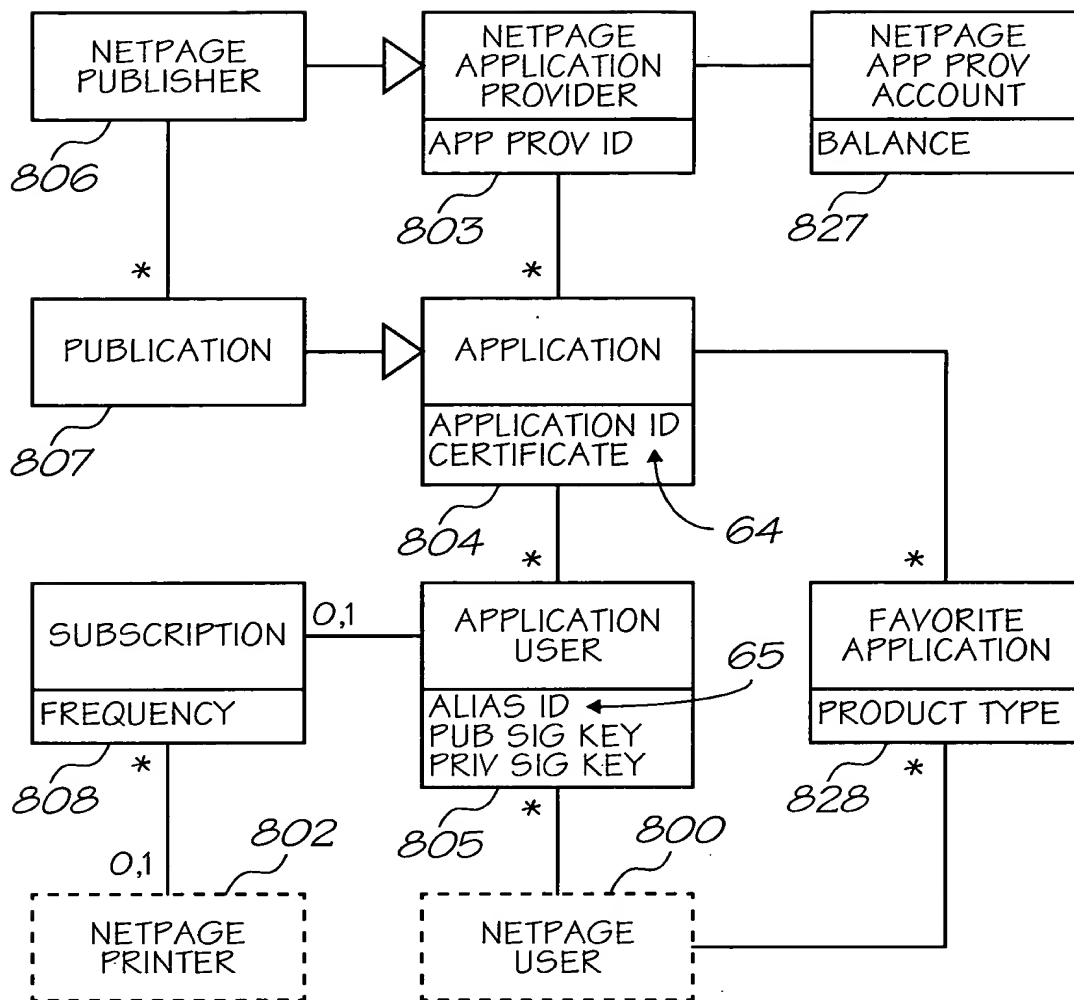 NETPAGE
PUBLISHER
806
NETPAGE
APPLICATION
PROVIDER
APP PROV ID
803
NETPAGE
APP PROV
ACCOUNT
BALANCE
827
*
*
PUBLICATION
807
APPLICATION
APPLICATION ID
CERTIFICATE
804
64
*
*
SUBSCRIPTION
FREQUENCY
808
0,1
APPLICATION
USER
ALIAS ID
PUB SIG KEY
PRIV SIG KEY
805
65
FAVORITE
APPLICATION
PRODUCT TYPE
828
*
*
*
0,1
802
NETPAGE
PRINTER
800
NETPAGE
USER